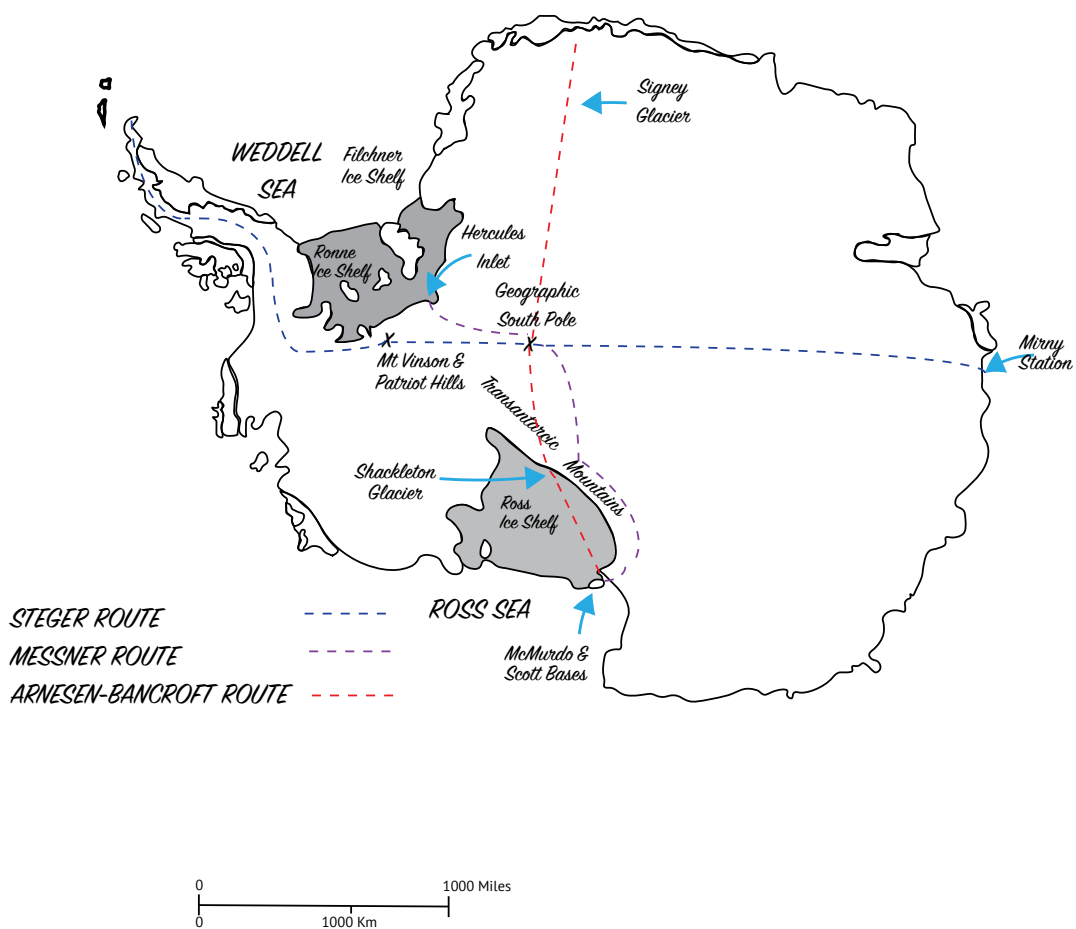 Signey
Glacier
WEDDELL
SEA
Filchner
Ice Shelf
Hercules
Inlet
Ronne
Ice Shelf
Geographic
South Pole
Mirny
Station
Mt Vinson &
Patriot Hills
Transantarcic
Mountains
Shackleton
Glacier
Ross
Ice Shelf
ROSS SEA
McMurdo &
Scott Bases
STEGER ROUTE
MESSNER ROUTE
ARNESEN-BANCROFT ROUTE
0
1000 Miles
0
1000 Km
X
X